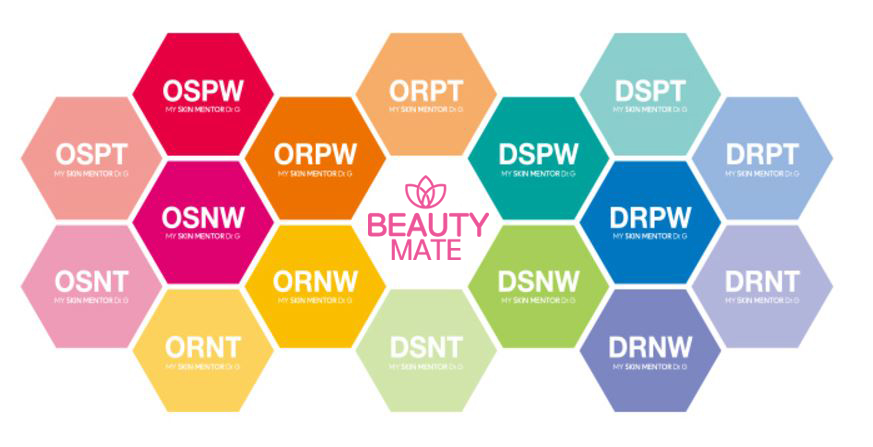 OSPW
MY SKIN MENTOR Dr.G
ORPT
MY SKIN MENTOR Dr.G
DSPT
MY SKIN MENTOR Dr.G
OSPT
MY SKIN MENTOR Dr.G
ORPW
MY SKIN MENTOR Dr.G
DSPW
MY SKIN MENTOR Dr.G
DRPT
MY SKIN MENTOR Dr.G
OSNW
MY SKIN MENTOR Dr.G
BEAUTY
MATE
DRPW
MY SKIN MENTOR Dr.G
OSNT
MY SKIN MENTOR Dr.G
ORNW
MY SKIN MENTOR Dr.G
DSNW
MY SKIN MENTOR Dr.G
DRNT
MY SKIN MENTOR Dr.G
ORNT
MY SKIN MENTOR Dr.G
DSNT
MY SKIN MENTOR Dr.G
DRNW
MY SKIN MENTOR Dr.G